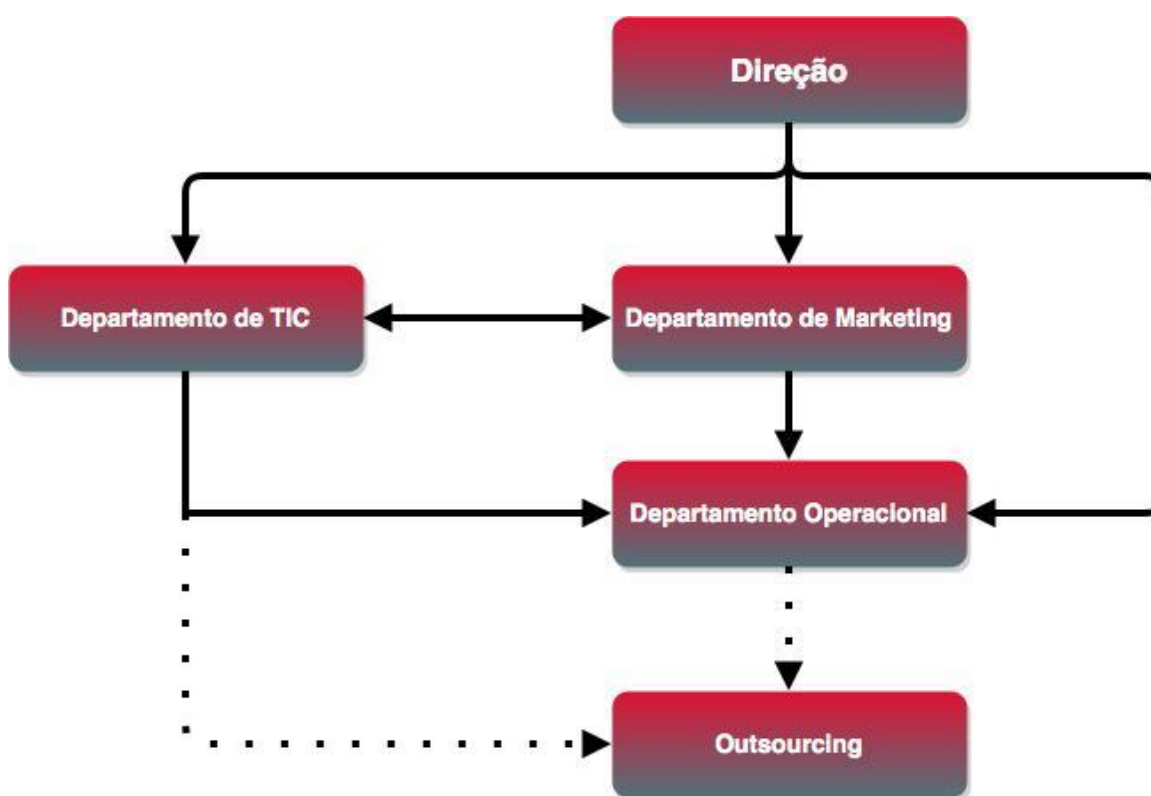 Direção
Departamento de TIC
Departamento de Marketing
Departamento Operacional
Outsourcing